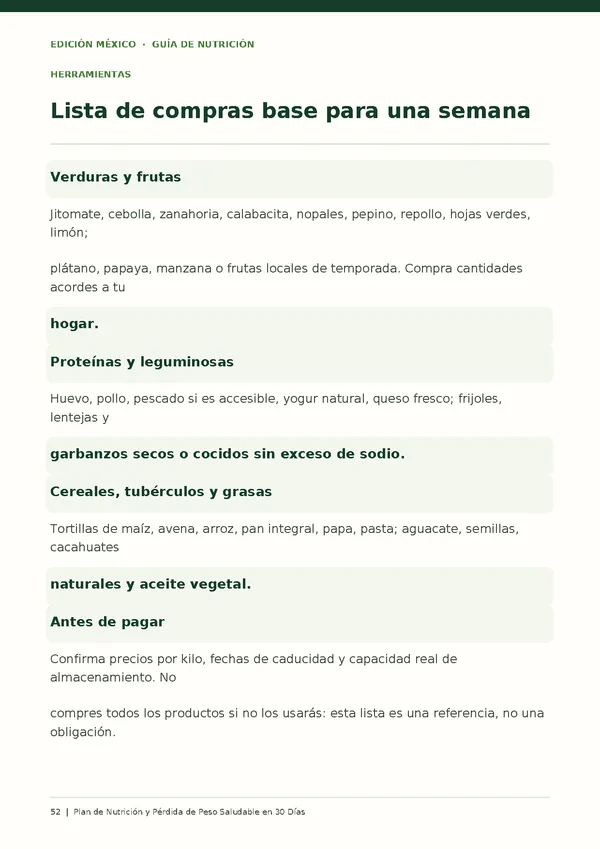 EDICIÓN MÉXICO · GUÍA DE NUTRICIÓN
HERRAMIENTAS
Lista de compras base para una semana
Verduras y frutas
Jitomate, cebolla, zanahoria, calabacita, nopales, pepino, repollo, hojas verdes,
limón;
plátano, papaya, manzana o frutas locales de temporada. Compra cantidades
acordes a tu
hogar.
Proteínas y leguminosas
Huevo, pollo, pescado si es accesible, yogur natural, queso fresco; frijoles,
lentejas y
garbanzos secos o cocidos sin exceso de sodio.
Cereales, tubérculos y grasas
Tortillas de maíz, avena, arroz, pan integral, papa, pasta; aguacate, semillas,
cacahuates
naturales y aceite vegetal.
Antes de pagar
Confirma precios por kilo, fechas de caducidad y capacidad real de
almacenamiento. No
compres todos los productos si no los usarás: esta lista es una referencia, no una
obligación.
52 | Plan de Nutrición y Pérdida de Peso Saludable en 30 Días